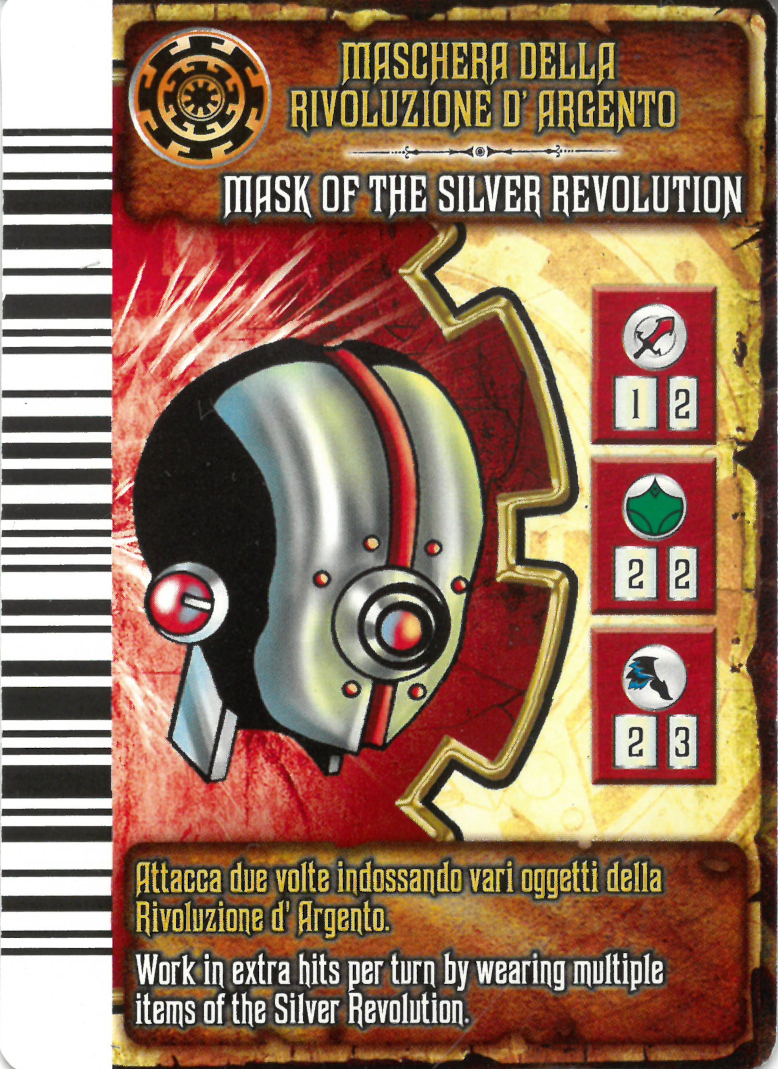 MASCHERA DELLA
RIVOLUZIONE D' ARGENTO
MASK OF THE SILVER REVOLUTION
1 2
2 2
2 3
Attacca due volte indossando vari oggetti della
Rivoluzione d' Argento.
Work in extra hits per turn by wearing multiple
items of the Silver Revolution.